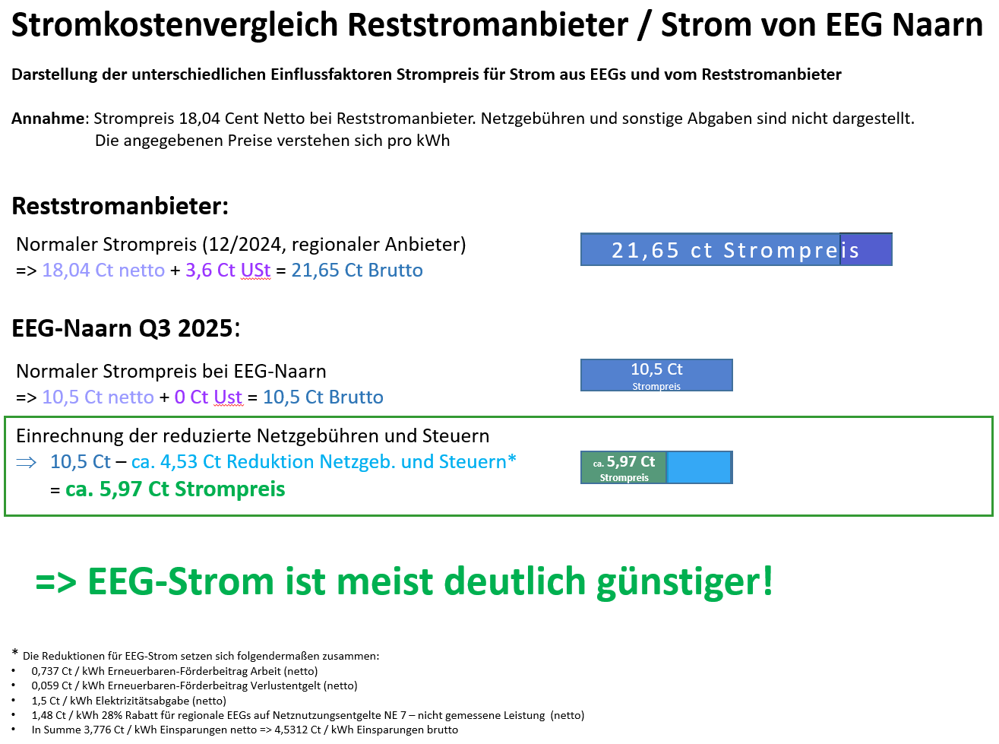 Stromkostenvergleich Reststromanbieter / Strom von EEG Naarn
Darstellung der unterschiedlichen Einflussfaktoren Strompreis für Strom aus EEGs und vom Reststromanbieter
Annahme: Strompreis 18,04 Cent Netto bei Reststromanbieter. Netzgebühren und sonstige Abgaben sind nicht dargestellt.
Die angegebenen Preise verstehen sich pro kWh
Reststromanbieter:
Normaler Strompreis (12/2024, regionaler Anbieter)
=> 18,04 Ct netto + 3,6 Ct USt = 21,65 Ct Brutto
21,65 ct Strompreis
EEG-Naarn Q3 2025:
Normaler Strompreis bei EEG-Naarn
=> 10,5 Ct netto + 0 Ct Ust = 10,5 Ct Brutto
10,5 Ct
Strompreis
Einrechnung der reduzierte Netzgebühren und Steuern
⇒ 10,5 Ct – ca. 4,53 Ct Reduktion Netzgeb. und Steuern*
= ca. 5,97 Ct Strompreis
ca. 5,97 Ct
Strompreis
=> EEG-Strom ist meist deutlich günstiger!
* Die Reduktionen für EEG-Strom setzen sich folgendermaßen zusammen:
• 0,737 Ct / kWh Erneuerbaren-Förderbeitrag Arbeit (netto)
• 0,059 Ct / kWh Erneuerbaren-Förderbeitrag Verlustentgelt (netto)
• 1,5 Ct / kWh Elektrizitätsabgabe (netto)
• 1,48 Ct / kWh 28% Rabatt für regionale EEGs auf Netznutzungsentgelte NE 7 – nicht gemessene Leistung (netto)
• In Summe 3,776 Ct / kWh Einsparungen netto => 4,5312 Ct / kWh Einsparungen brutto